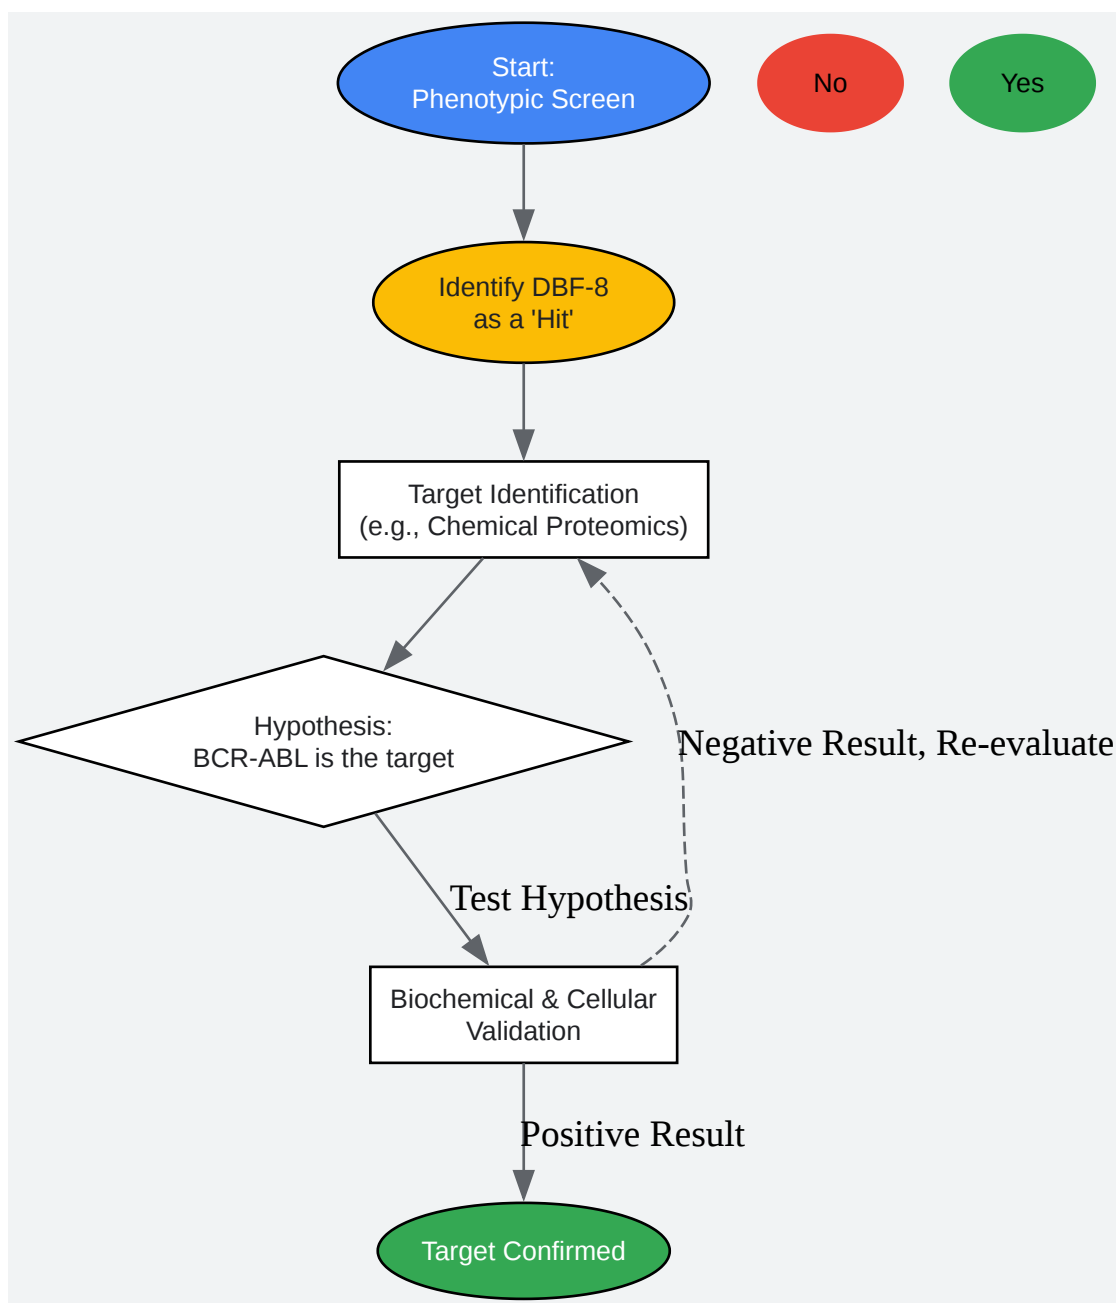 Start:
Phenotypic Screen
No
Yes
Identify DBF-8
as a 'Hit'
Target Identification
(e.g., Chemical Proteomics)
Hypothesis:
BCR-ABL is the target
Negative Result, Re-evaluate
Test Hypothesis
Biochemical & Cellular
Validation
Positive Result
Target Confirmed